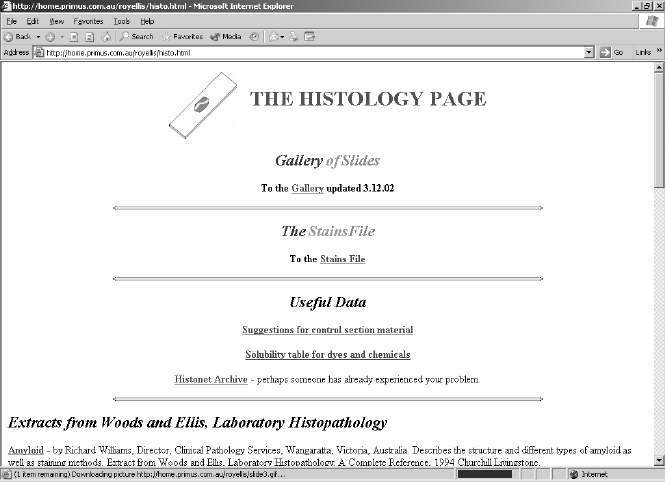 http://home.primus.com.au/royellis/histo.html - Microsoft Internet Explorer
File Edit View Favorites Tools Help
Back Search Favorites Media
Address http://home.primus.com.au/royellis/histo.html Go Links »
THE HISTOLOGY PAGE
Gallery of Slides
To the Gallery updated 3.12.02
The StainsFile
To the Stains File
Useful Data
Suggestions for control section material
Solubility table for dyes and chemicals
Histonet Archive - perhaps someone has already experienced your problem.
Extracts from Woods and Ellis, Laboratory Histopathology
Amyloid - by Richard Williams, Director, Clinical Pathology Services, Wangaratta, Victoria, Australia. Describes the structure and different types of amyloid as
well as staining methods. Extract from Woods and Ellis, Laboratory Histopathology, A Complete Reference, 1994 Churchill Livingstone.
(1 item remaining) Downloading picture http://home.primus.com.au/royellis/slide3.gif... Internet